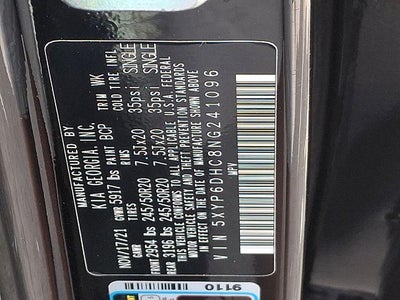 MANUFACTURED BY
KIA GEORGIA, INC.
NOV/17/21 GVWR 5917 lbs PAINT BCP TRIM WK
GAWR TIRES RIMS COLD TIRE INFL.
FRONT 2954 lbs 245/50R20 7.5Jx20 35psi SINGLE
REAR 3196 lbs 245/50R20 7.5Jx20 35psi SINGLE
THIS VEHICLE CONFORMS TO ALL APPLICABLE U.S.A. FEDERAL
MOTOR VEHICLE SAFETY AND THEFT PREVENTION STANDARDS
IN EFFECT ON THE DATE OF MANUFACTURE SHOWN ABOVE
VIN 5XYP6DHC8NG241096
MPV
9110